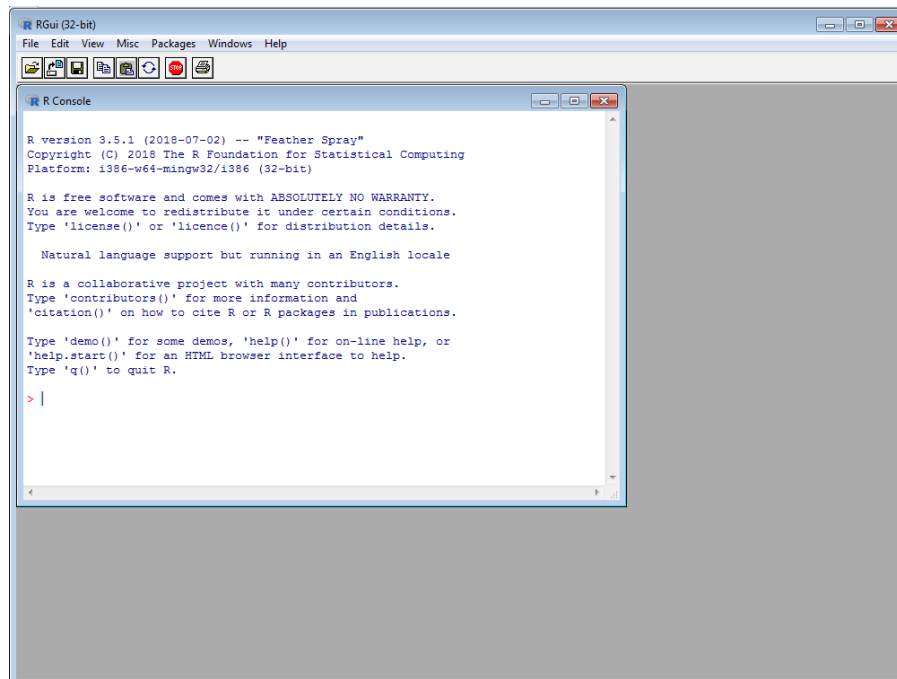 RGui (32-bit)
File Edit View Misc Packages Windows Help
STOP
R Console
R version 3.5.1 (2018-07-02) -- "Feather Spray"
Copyright (C) 2018 The R Foundation for Statistical Computing
Platform: i386-w64-mingw32/i386 (32-bit)
R is free software and comes with ABSOLUTELY NO WARRANTY.
You are welcome to redistribute it under certain conditions.
Type 'license()' or 'licence()' for distribution details.
Natural language support but running in an English locale
R is a collaborative project with many contributors.
Type 'contributors()' for more information and
'citation()' on how to cite R or R packages in publications.
Type 'demo()' for some demos, 'help()' for on-line help, or
'help.start()' for an HTML browser interface to help.
Type 'q()' to quit R.
>